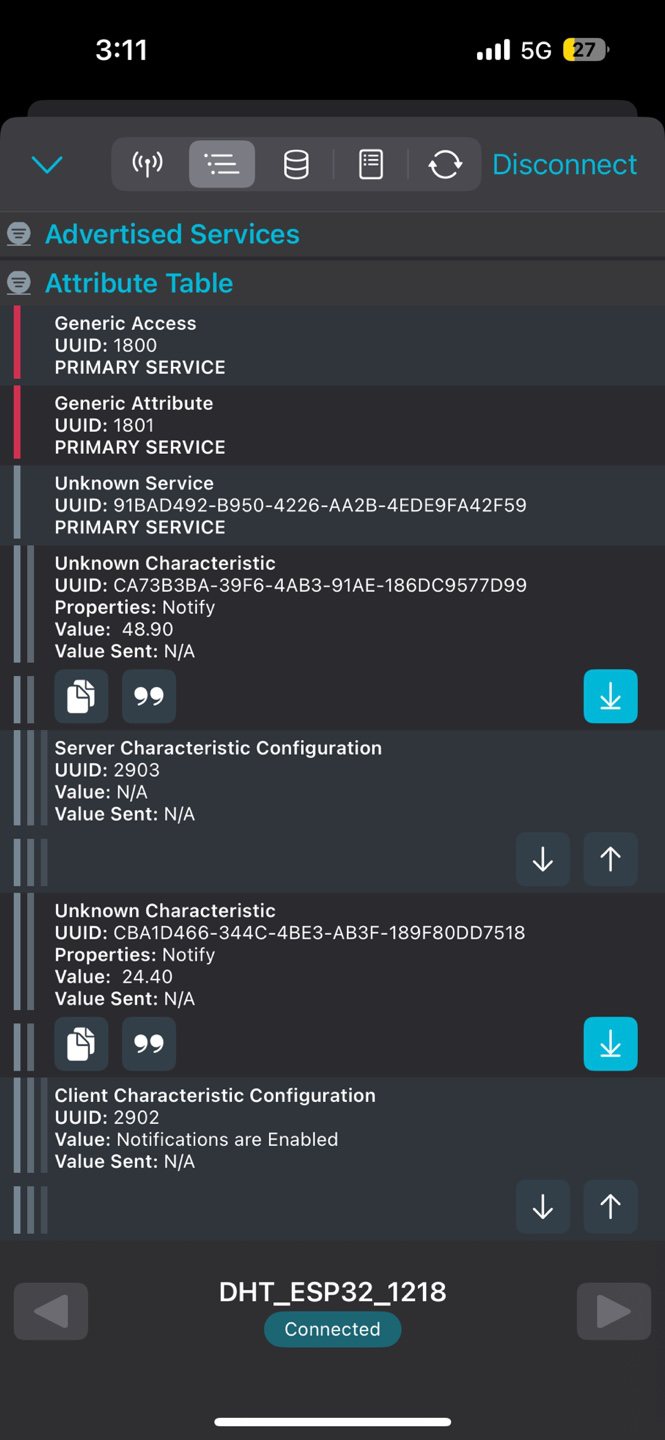 3:11
5G
27
Disconnect
Advertised Services
Attribute Table
Generic Access
UUID: 1800
PRIMARY SERVICE
Generic Attribute
UUID: 1801
PRIMARY SERVICE
Unknown Service
UUID: 91BAD492-B950-4226-AA2B-4EDE9FA42F59
PRIMARY SERVICE
Unknown Characteristic
UUID: CA73B3BA-39F6-4AB3-91AE-186DC9577D99
Properties: Notify
Value: 48.90
Value Sent: N/A
Server Characteristic Configuration
UUID: 2903
Value: N/A
Value Sent: N/A
Unknown Characteristic
UUID: CBA1D466-344C-4BE3-AB3F-189F80DD7518
Properties: Notify
Value: 24.40
Value Sent: N/A
Client Characteristic Configuration
UUID: 2902
Value: Notifications are Enabled
Value Sent: N/A
DHT_ESP32_1218
Connected